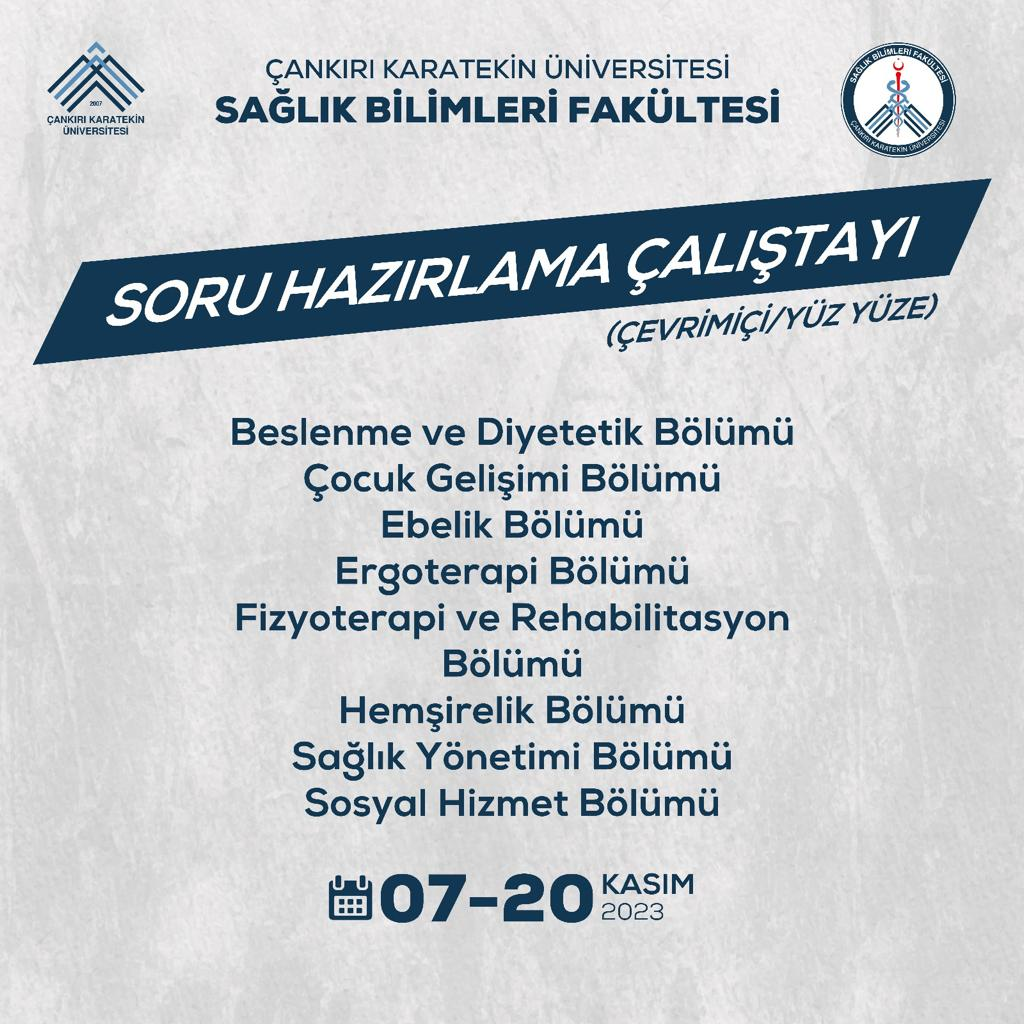 2007
ÇANKIRI KARATEKİN
ÜNİVERSİTESİ
ÇANKIRI KARATEKİN ÜNİVERSİTESİ
SAĞLIK BİLİMLERİ FAKÜLTESİ
SAĞLIK BİLİMLERİ FAKÜLTESİ
ÇANKIRI KARATEKİN ÜNİVERSİTESİ
SORU HAZIRLAMA ÇALIŞTAYI
(ÇEVRİMİÇİ/YÜZ YÜZE)
Beslenme ve Diyetetik Bölümü
Çocuk Gelişimi Bölümü
Ebelik Bölümü
Ergoterapi Bölümü
Fizyoterapi ve Rehabilitasyon
Bölümü
Hemşirelik Bölümü
Sağlık Yönetimi Bölümü
Sosyal Hizmet Bölümü
07-20 KASIM
2023